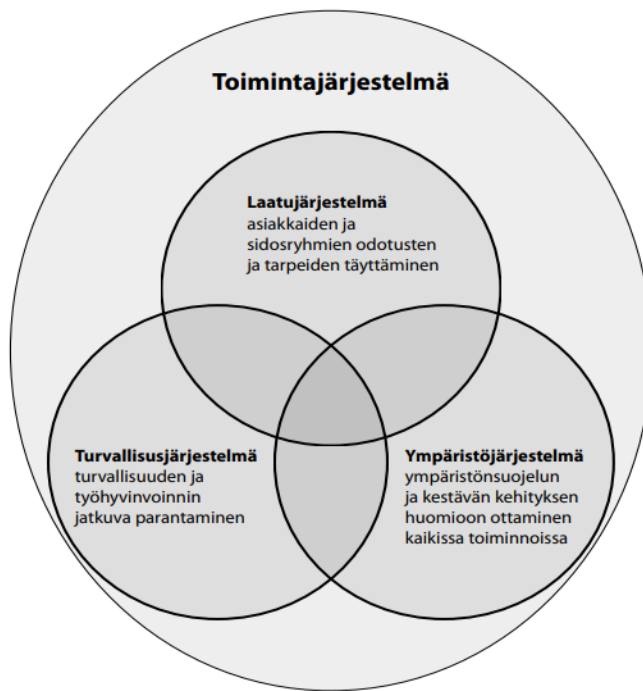 Toimintajärjestelmä
Laatujärjestelmä
asiakkaiden ja
sidosryhmien odotusten
ja tarpeiden täyttäminen
Turvallisusjärjestelmä
turvallisuuden ja
työhyvinvoinnin
jatkuva parantaminen
Ympäristöjärjestelmä
ympäristönsuojelun
ja kestävän kehityksen
huomioon ottaminen
kaikissa toiminnoissa